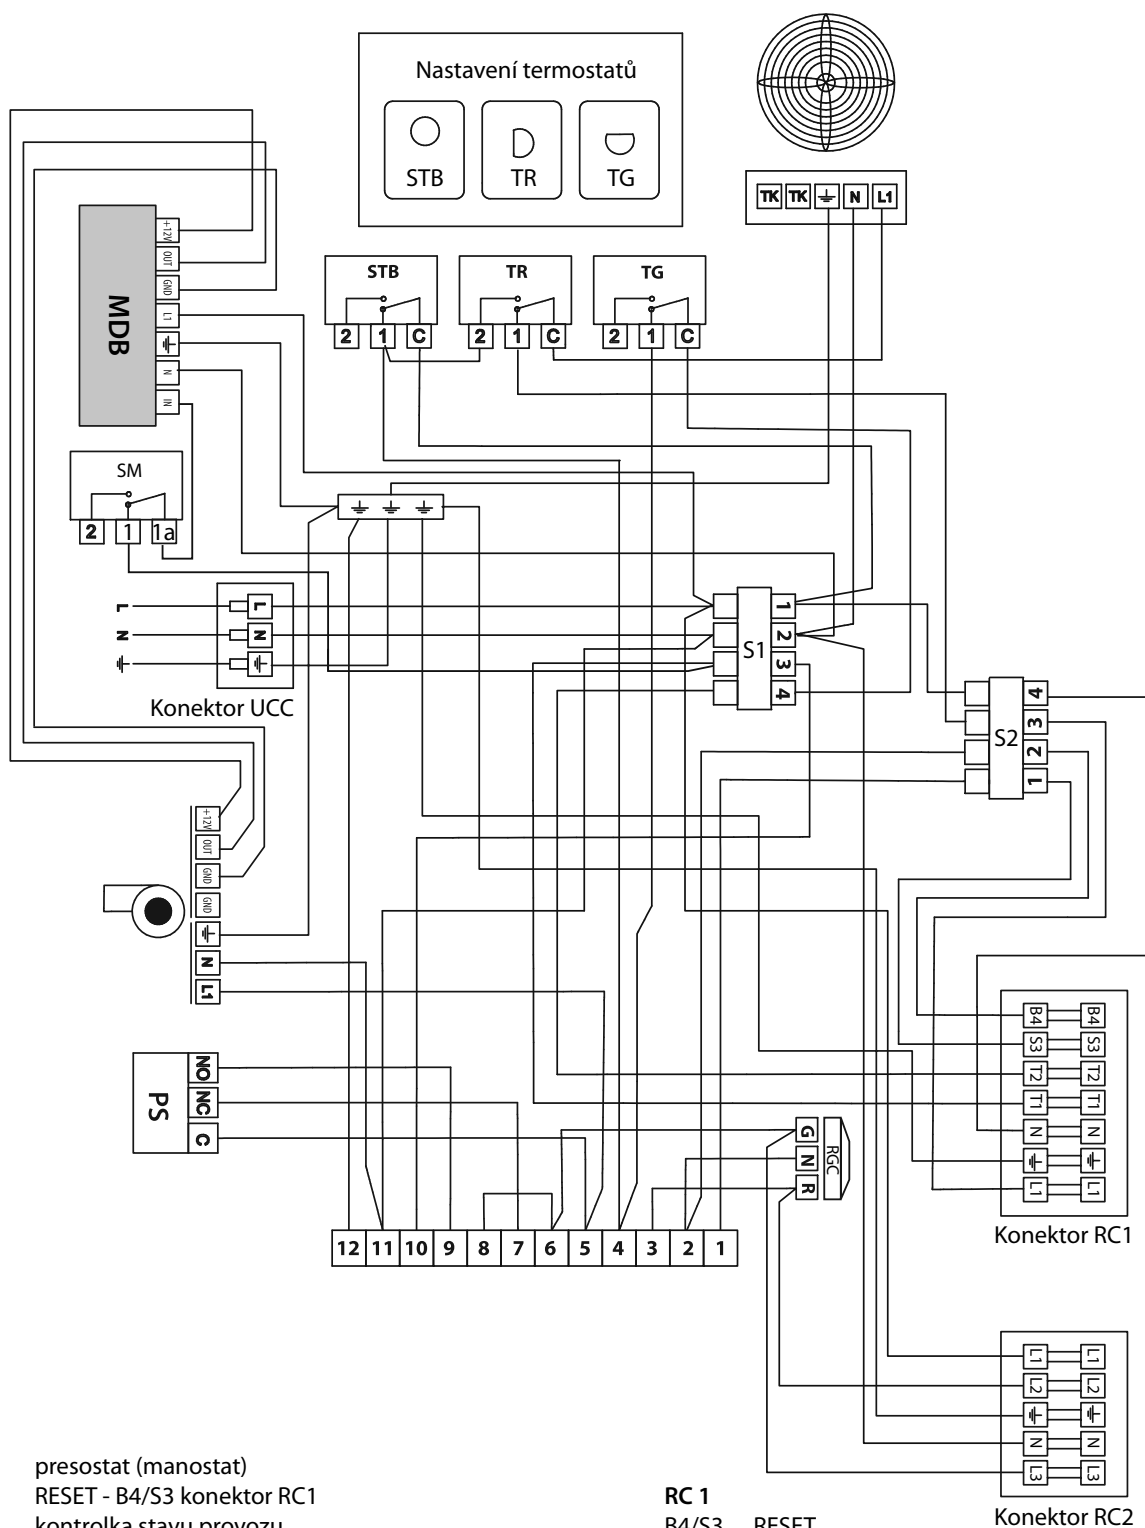 Nastavení termostatů
STB TR TG
TK TK N L1
STB TR TG
2 1 C 2 1 C 2 1 C
MDB
+12V
OUT
GND
L1
N
IN
SM
2 1 1a
L L
N N
Konektor UCC
S1
1
2
3
4
S2
4
3
2
1
+12V
OUT
GND
GND
N
L1
PS
NO
NC
C
RGC
G
N
R
B4 B4
S3 S3
T2 T2
T1 T1
N N
L1 L1
Konektor RC1
12 11 10 9 8 7 6 5 4 3 2 1
L1 L1
L2 L2
N N
L3 L3
Konektor RC2
presostat (manostat)
RESET - B4/S3 konektor RC1
kontrolka stavu provozu
RC 1
B4/S3 RESET